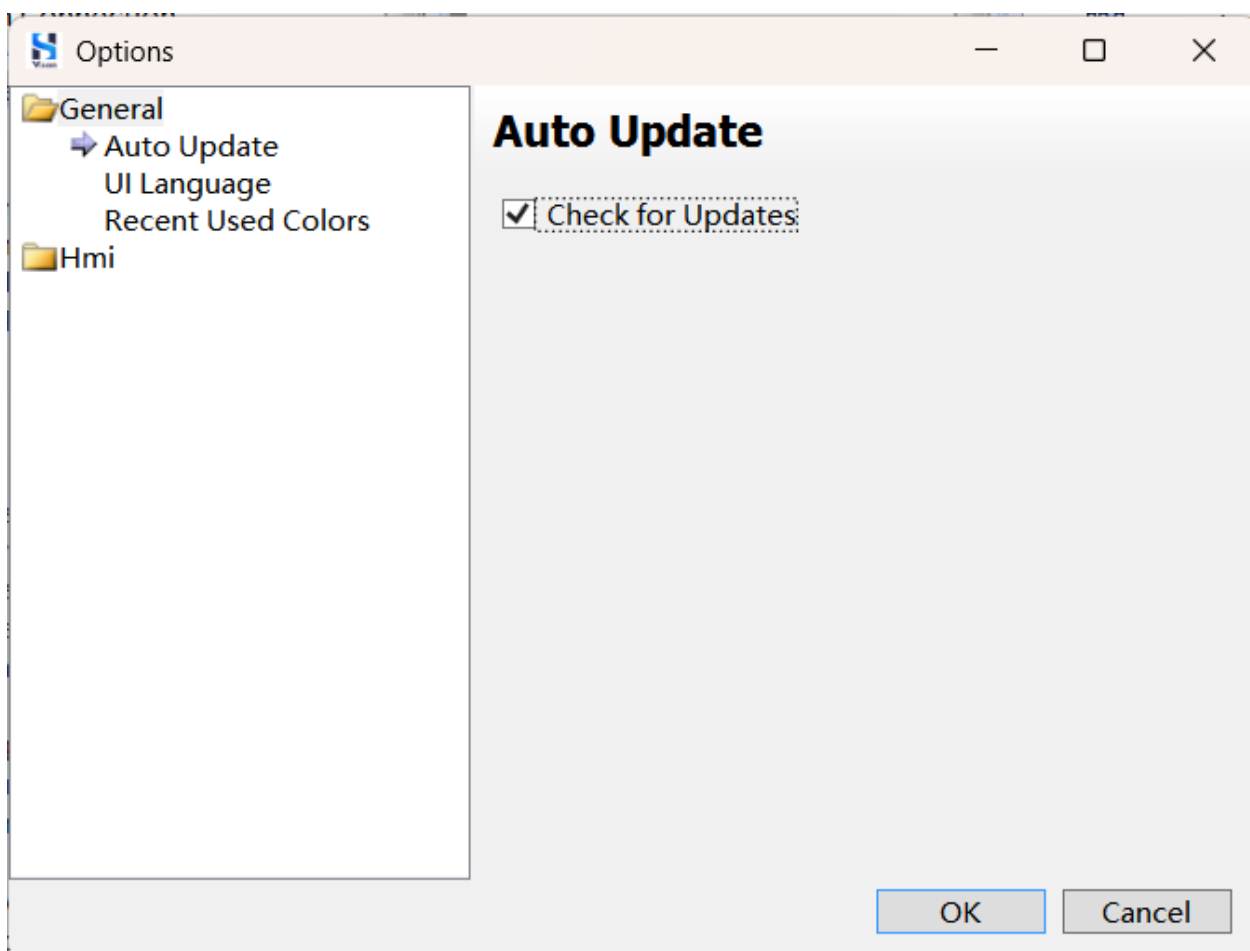 Options
General
Auto Update
UI Language
Recent Used Colors
Hmi
Auto Update
Check for Updates
OK
Cancel